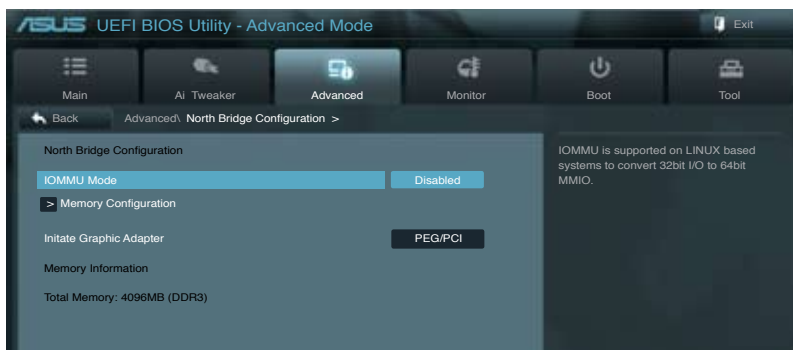 ASUS UEFI BIOS Utility - Advanced Mode
Exit
Main
Ai Tweaker
Advanced
Monitor
Boot
Tool
Back
Advanced\ North Bridge Configuration >
North Bridge Configuration
IOMMU Mode Disabled
> Memory Configuration
Initate Graphic Adapter PEG/PCI
Memory Information
Total Memory: 4096MB (DDR3)
IOMMU is supported on LINUX based
systems to convert 32bit I/O to 64bit
MMIO.